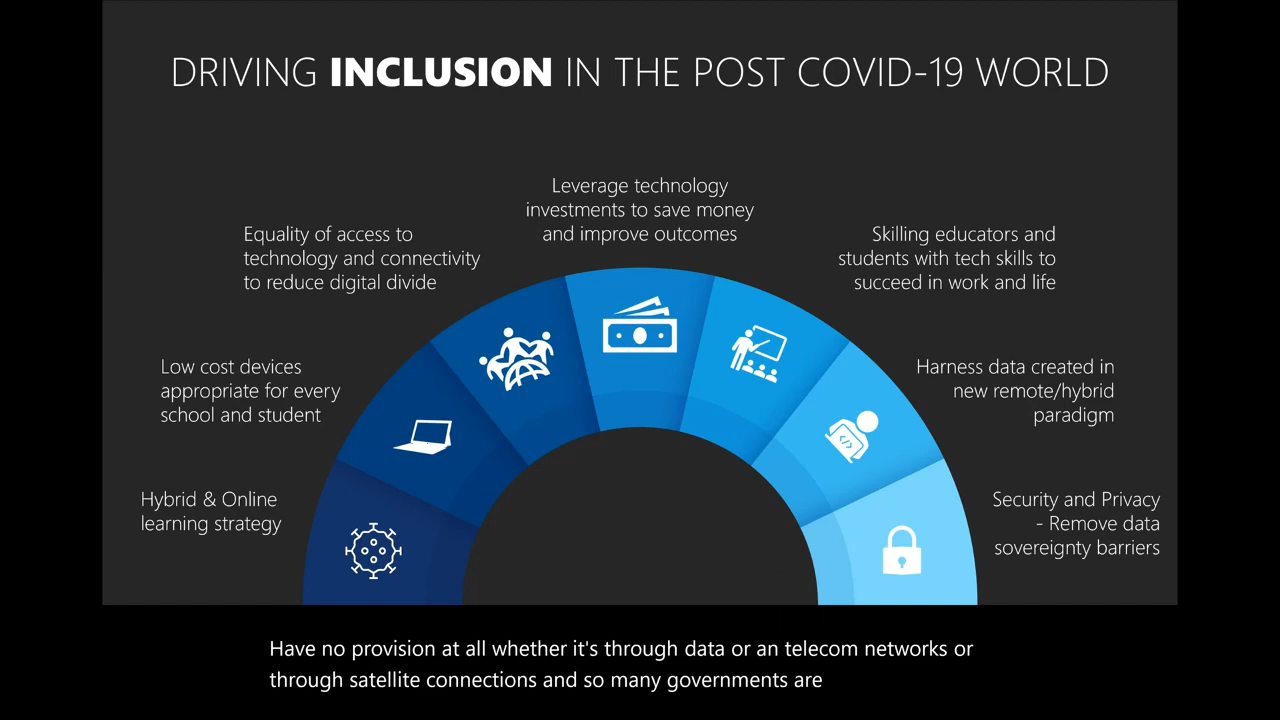 DRIVING INCLUSION IN THE POST COVID-19 WORLD
Leverage technology
investments to save money
and improve outcomes
Equality of access to
technology and connectivity
to reduce digital divide
Skilling educators and
students with tech skills to
succeed in work and life
Low cost devices
appropriate for every
school and student
Harness data created in
new remote/hybrid
paradigm
Hybrid & Online
learning strategy
Security and Privacy
- Remove data
sovereignty barriers
Have no provision at all whether it's through data or an telecom networks or
through satellite connections and so many governments are